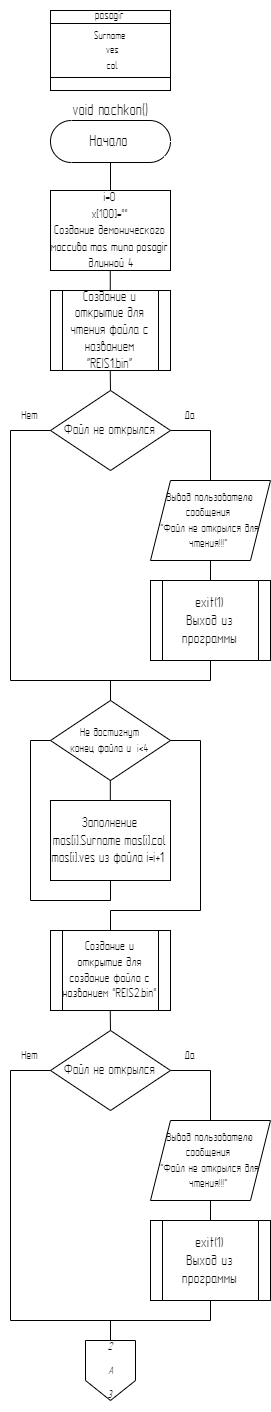 pasagir
Surname
ves
col
void nachkon()
Начало
i=0
x[100]=""
Создание демонического
массива mas типа pasagir
длинной 4
Создание и
открытие для
чтения файла с
названием
"REIS1.bin"
Нет
Да
Файл не открылся
Вывод пользователю
сообщения
"Файл не открылся для
чтения!!!"
exit(1)
Выход из
программы
Не достигнут
конец файла и i<4
Заполнение
mas[i].Surname mas[i].col
mas[i].ves из файла i=i+1
Создание и
открытие для
создание файла с
названием "REIS2.bin"
Нет
Да
Файл не открылся
Вывод пользователю
сообщения
"Файл не открылся для
чтения!!!"
exit(1)
Выход из
программы
2
А
3